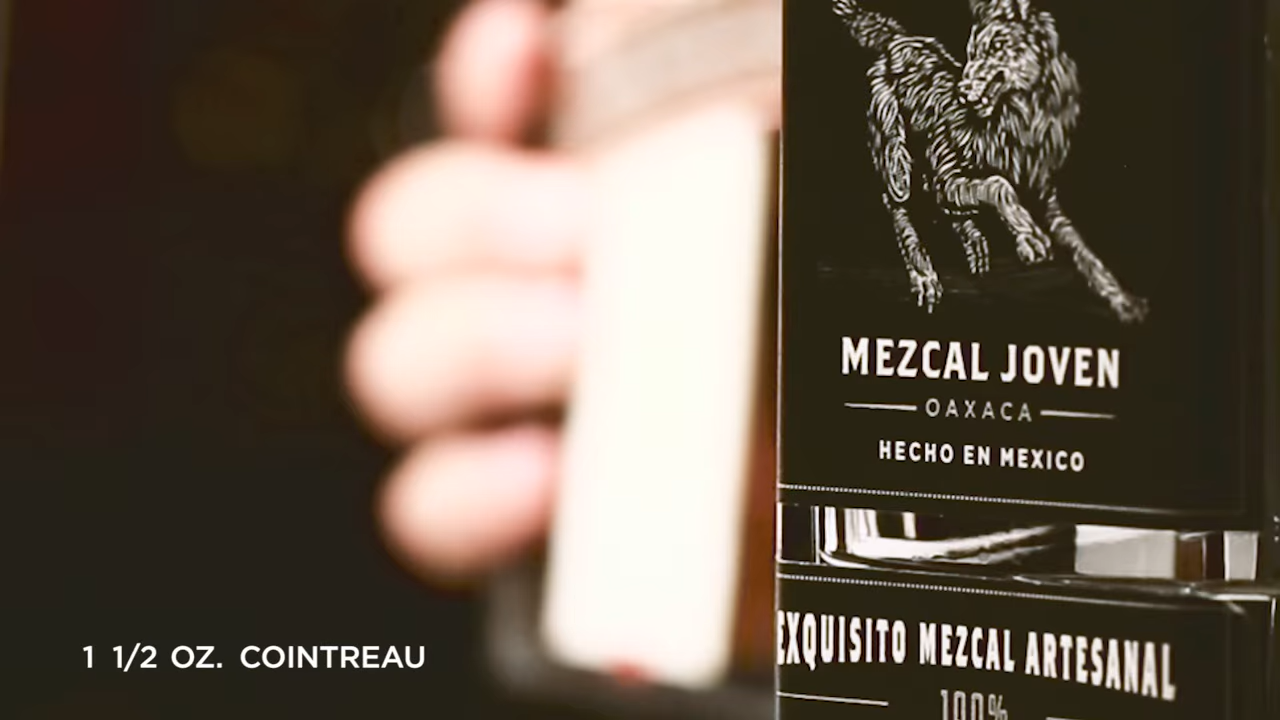 MEZCAL JOVEN
OAXACA
HECHO EN MEXICO
EXQUISITO MEZCAL ARTESANAL
100%
1 1/2 OZ. COINTREAU